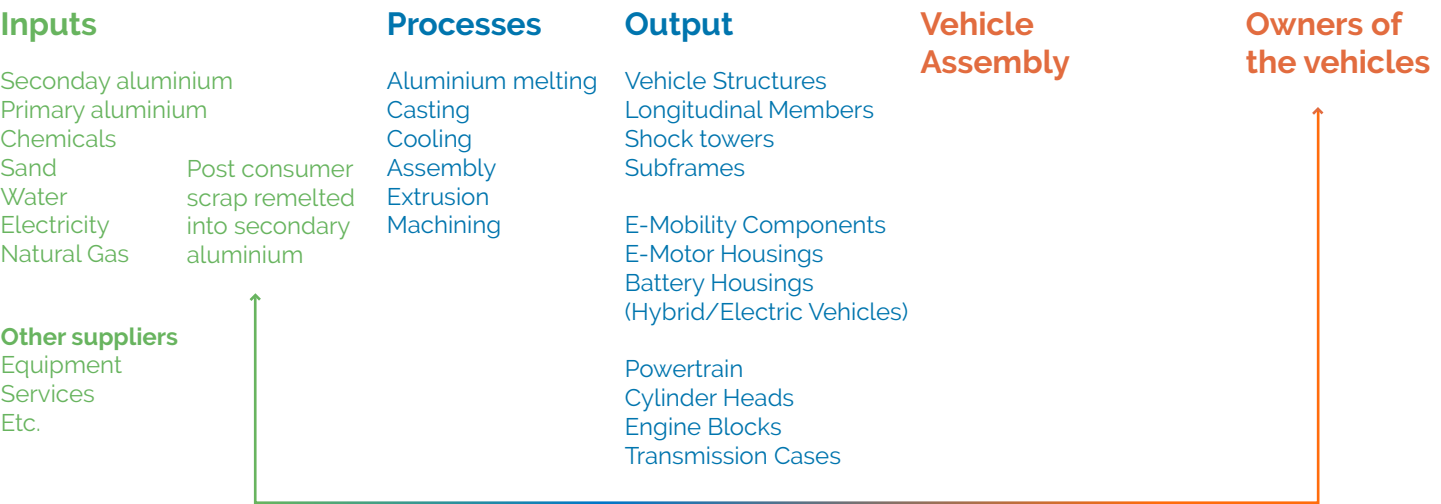 Inputs
Seconday aluminium
Primary aluminium
Chemicals
Sand
Water
Electricity
Natural Gas
Post consumer
scrap remelted
into secondary
aluminium
Other suppliers
Equipment
Services
Etc.
Processes
Aluminium melting
Casting
Cooling
Assembly
Extrusion
Machining
Output
Vehicle Structures
Longitudinal Members
Shock towers
Subframes
E-Mobility Components
E-Motor Housings
Battery Housings
(Hybrid/Electric Vehicles)
Powertrain
Cylinder Heads
Engine Blocks
Transmission Cases
Vehicle
Assembly
Owners of
the vehicles